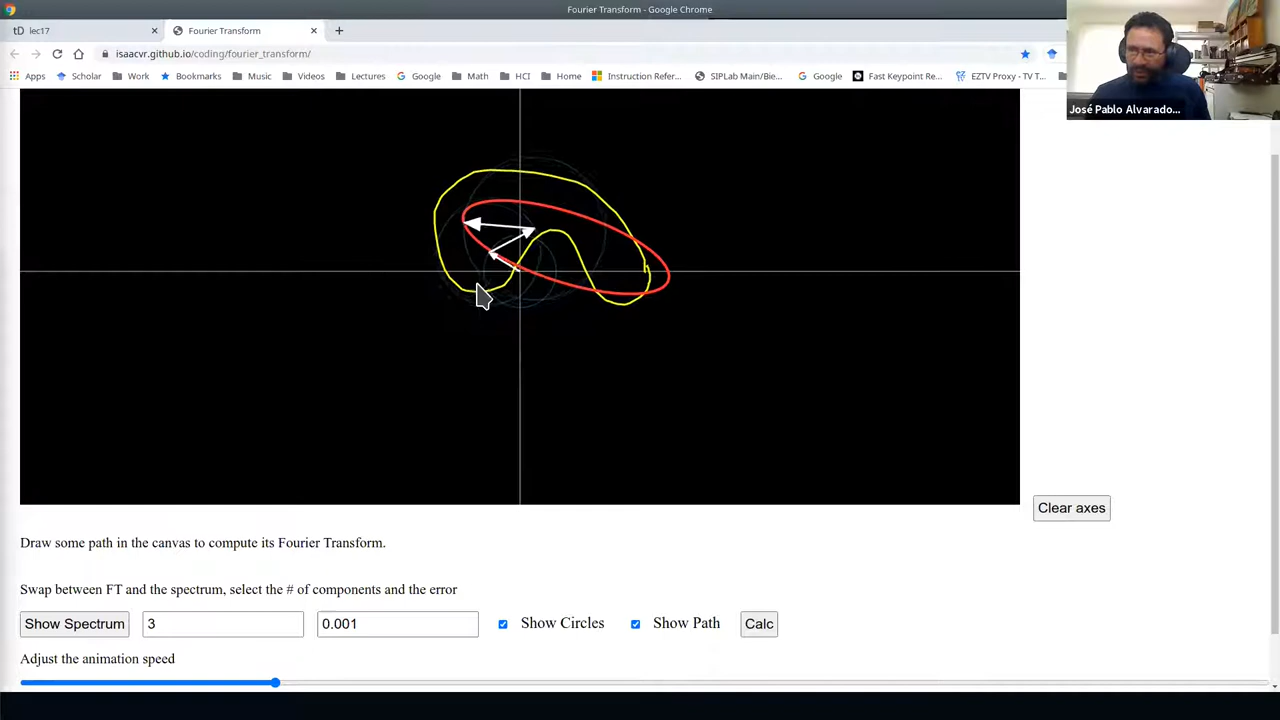 Fourier Transform - Google Chrome
tD lec17
Fourier Transform
isaacvr.github.io/coding/fourier_transform/
Apps Scholar Work Bookmarks Music Videos Lectures Google Math HCI Home Instruction Refer... SIPLab Main/Bie... Google Fast Keypoint Re... EZTV Proxy - TV T...
José Pablo Alvarado...
Clear axes
Draw some path in the canvas to compute its Fourier Transform.
Swap between FT and the spectrum, select the # of components and the error
Show Spectrum 3 0.001 Show Circles Show Path Calc
Adjust the animation speed